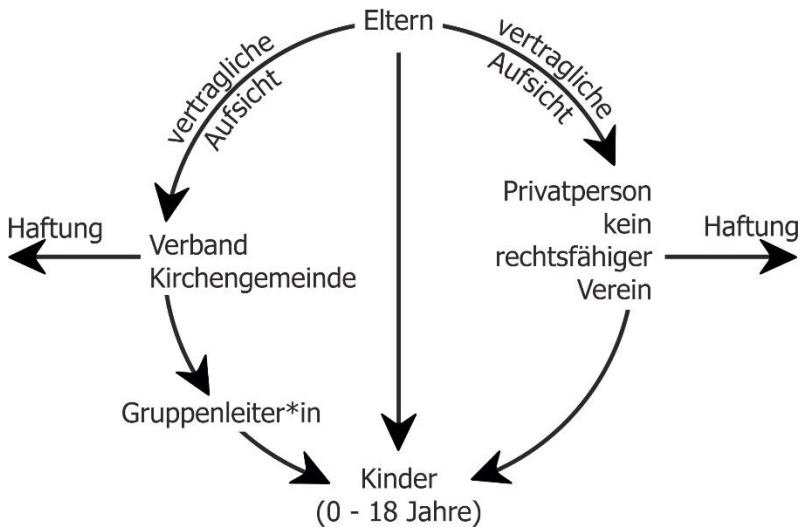 Eltern
vertragliche
Aufsicht
vertragliche
Aufsicht
Haftung
Verband
Kirchengemeinde
Privatperson
kein
rechtsfähiger
Verein
Haftung
Gruppenleiter*in
Kinder
(0 - 18 Jahre)